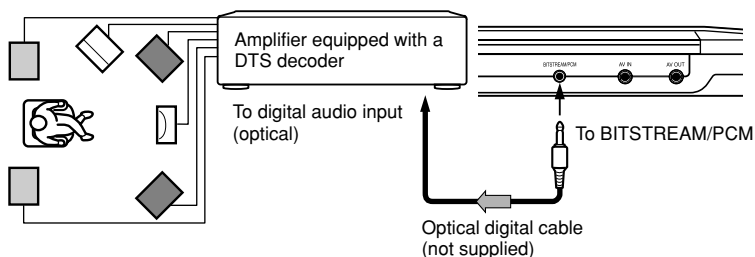 Amplifier equipped with a
DTS decoder
BITSTREAM/PCM
AV IN
AV OUT
To digital audio input
(optical)
To BITSTREAM/PCM
Optical digital cable
(not supplied)